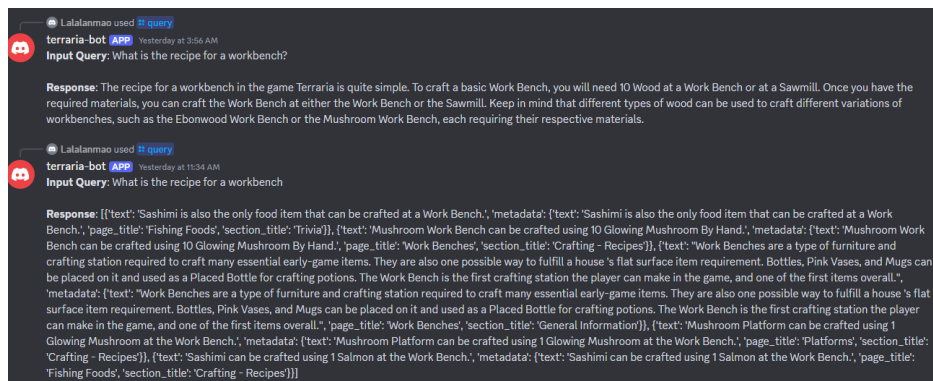 Lalalanmao used query
terraria-bot APP Yesterday at 3:56 AM
Input Query: What is the recipe for a workbench?
Response: The recipe for a workbench in the game Terraria is quite simple. To craft a basic Work Bench, you will need 10 Wood at a Work Bench or at a Sawmill. Once you have the
required materials, you can craft the Work Bench at either the Work Bench or the Sawmill. Keep in mind that different types of wood can be used to craft different variations of
workbenches, such as the Ebonwood Work Bench or the Mushroom Work Bench, each requiring their respective materials.
Lalalanmao used query
terraria-bot APP Yesterday at 11:34 AM
Input Query: What is the recipe for a workbench
Response: [{'text': 'Sashimi is also the only food item that can be crafted at a Work Bench.', 'metadata': {'text': 'Sashimi is also the only food item that can be crafted at a Work
Bench.', 'page_title': 'Fishing Foods', 'section_title': 'Trivia'}}, {'text': 'Mushroom Work Bench can be crafted using 10 Glowing Mushroom By Hand.', 'metadata': {'text': 'Mushroom Work
Bench can be crafted using 10 Glowing Mushroom By Hand.', 'page_title': 'Work Benches', 'section_title': 'Crafting - Recipes'}}, {'text': "Work Benches are a type of furniture and
crafting station required to craft many essential early-game items. They are also one possible way to fulfill a house 's flat surface item requirement. Bottles, Pink Vases, and Mugs can
be placed on it and used as a Placed Bottle for crafting potions. The Work Bench is the first crafting station the player can make in the game, and one of the first items overall.",
'metadata': {'text': "Work Benches are a type of furniture and crafting station required to craft many essential early-game items. They are also one possible way to fulfill a house 's flat
surface item requirement. Bottles, Pink Vases, and Mugs can be placed on it and used as a Placed Bottle for crafting potions. The Work Bench is the first crafting station the player
can make in the game, and one of the first items overall.", 'page_title': 'Work Benches', 'section_title': 'General Information'}}, {'text': 'Mushroom Platform can be crafted using 1
Glowing Mushroom at the Work Bench.', 'metadata': {'text': 'Mushroom Platform can be crafted using 1 Glowing Mushroom at the Work Bench.', 'page_title': 'Platforms', 'section_title':
'Crafting - Recipes'}}, {'text': 'Sashimi can be crafted using 1 Salmon at the Work Bench.', 'metadata': {'text': 'Sashimi can be crafted using 1 Salmon at the Work Bench.', 'page_title':
'Fishing Foods', 'section_title': 'Crafting - Recipes'}}]